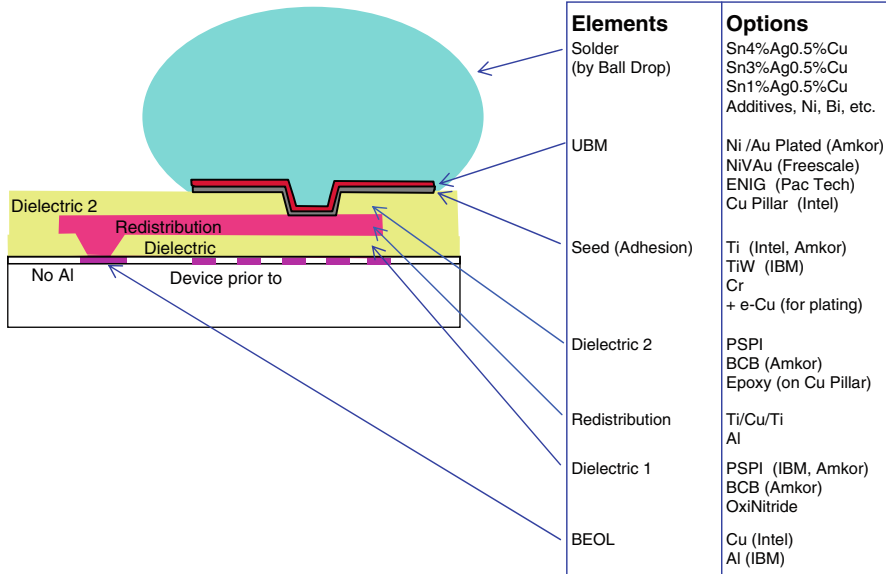 Elements Options
Solder Sn4%Ag0.5%Cu
(by Ball Drop) Sn3%Ag0.5%Cu
Sn1%Ag0.5%Cu
Additives, Ni, Bi, etc.
UBM Ni /Au Plated (Amkor)
NiVAu (Freescale)
ENIG (Pac Tech)
Cu Pillar (Intel)
Seed (Adhesion) Ti (Intel, Amkor)
TiW (IBM)
Cr
+ e-Cu (for plating)
Dielectric 2 PSPI
BCB (Amkor)
Epoxy (on Cu Pillar)
Redistribution Ti/Cu/Ti
Al
Dielectric 1 PSPI (IBM, Amkor)
BCB (Amkor)
OxiNitride
BEOL Cu (Intel)
Al (IBM)
Dielectric 2
Redistribution
Dielectric
No Al Device prior to